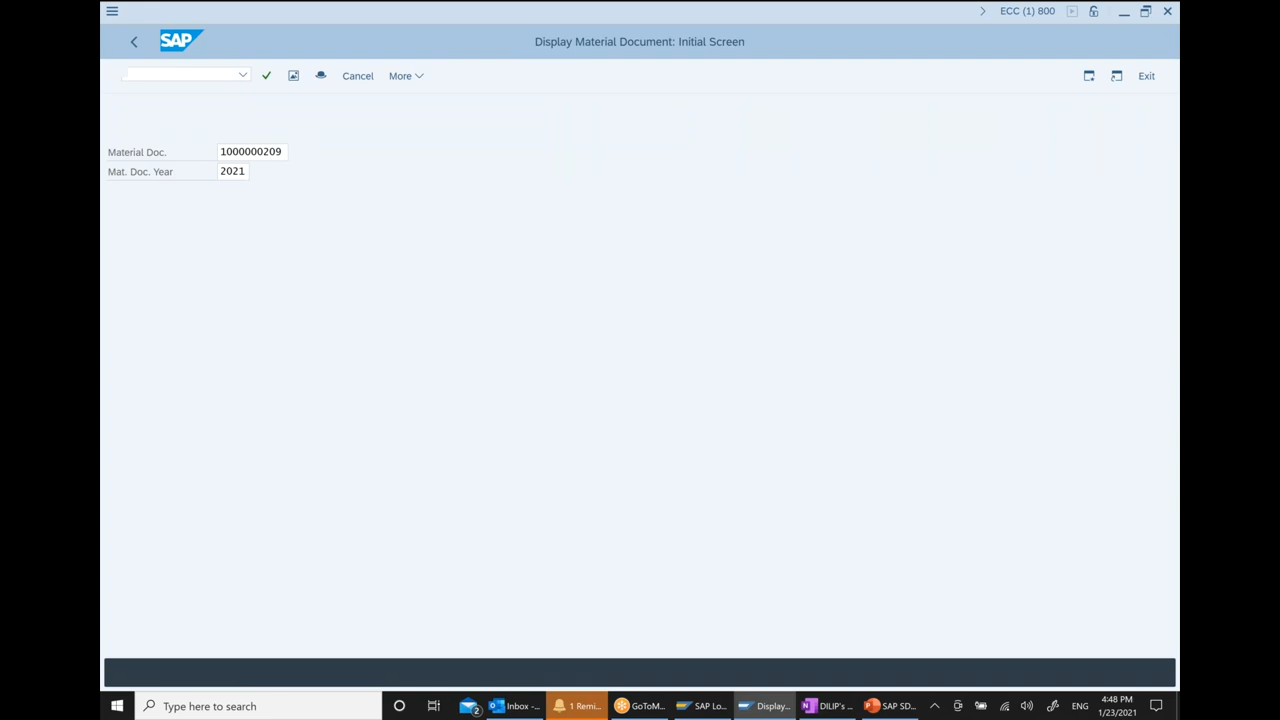 ECC (1) 800
SAP
Display Material Document: Initial Screen
Cancel
More
Exit
Material Doc. 1000000209
Mat. Doc. Year 2021
Type here to search
2
Inbox -...
1 Remi...
GoToM...
SAP Lo...
Display...
N
DILIP's ...
SAP SD...
ENG
4:48 PM
1/23/2021